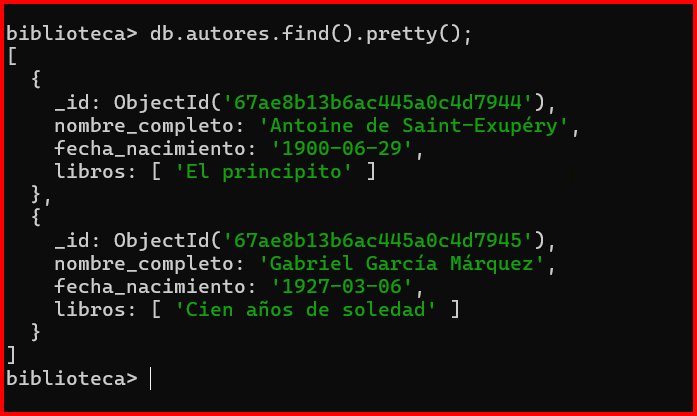 biblioteca> db.autores.find().pretty();
[
  {
    _id: ObjectId('67ae8b13b6ac445a0c4d7944'),
    nombre_completo: 'Antoine de Saint-Exupéry',
    fecha_nacimiento: '1900-06-29',
    libros: [ 'El principito' ]
  },
  {
    _id: ObjectId('67ae8b13b6ac445a0c4d7945'),
    nombre_completo: 'Gabriel García Márquez',
    fecha_nacimiento: '1927-03-06',
    libros: [ 'Cien años de soledad' ]
  }
]
biblioteca>